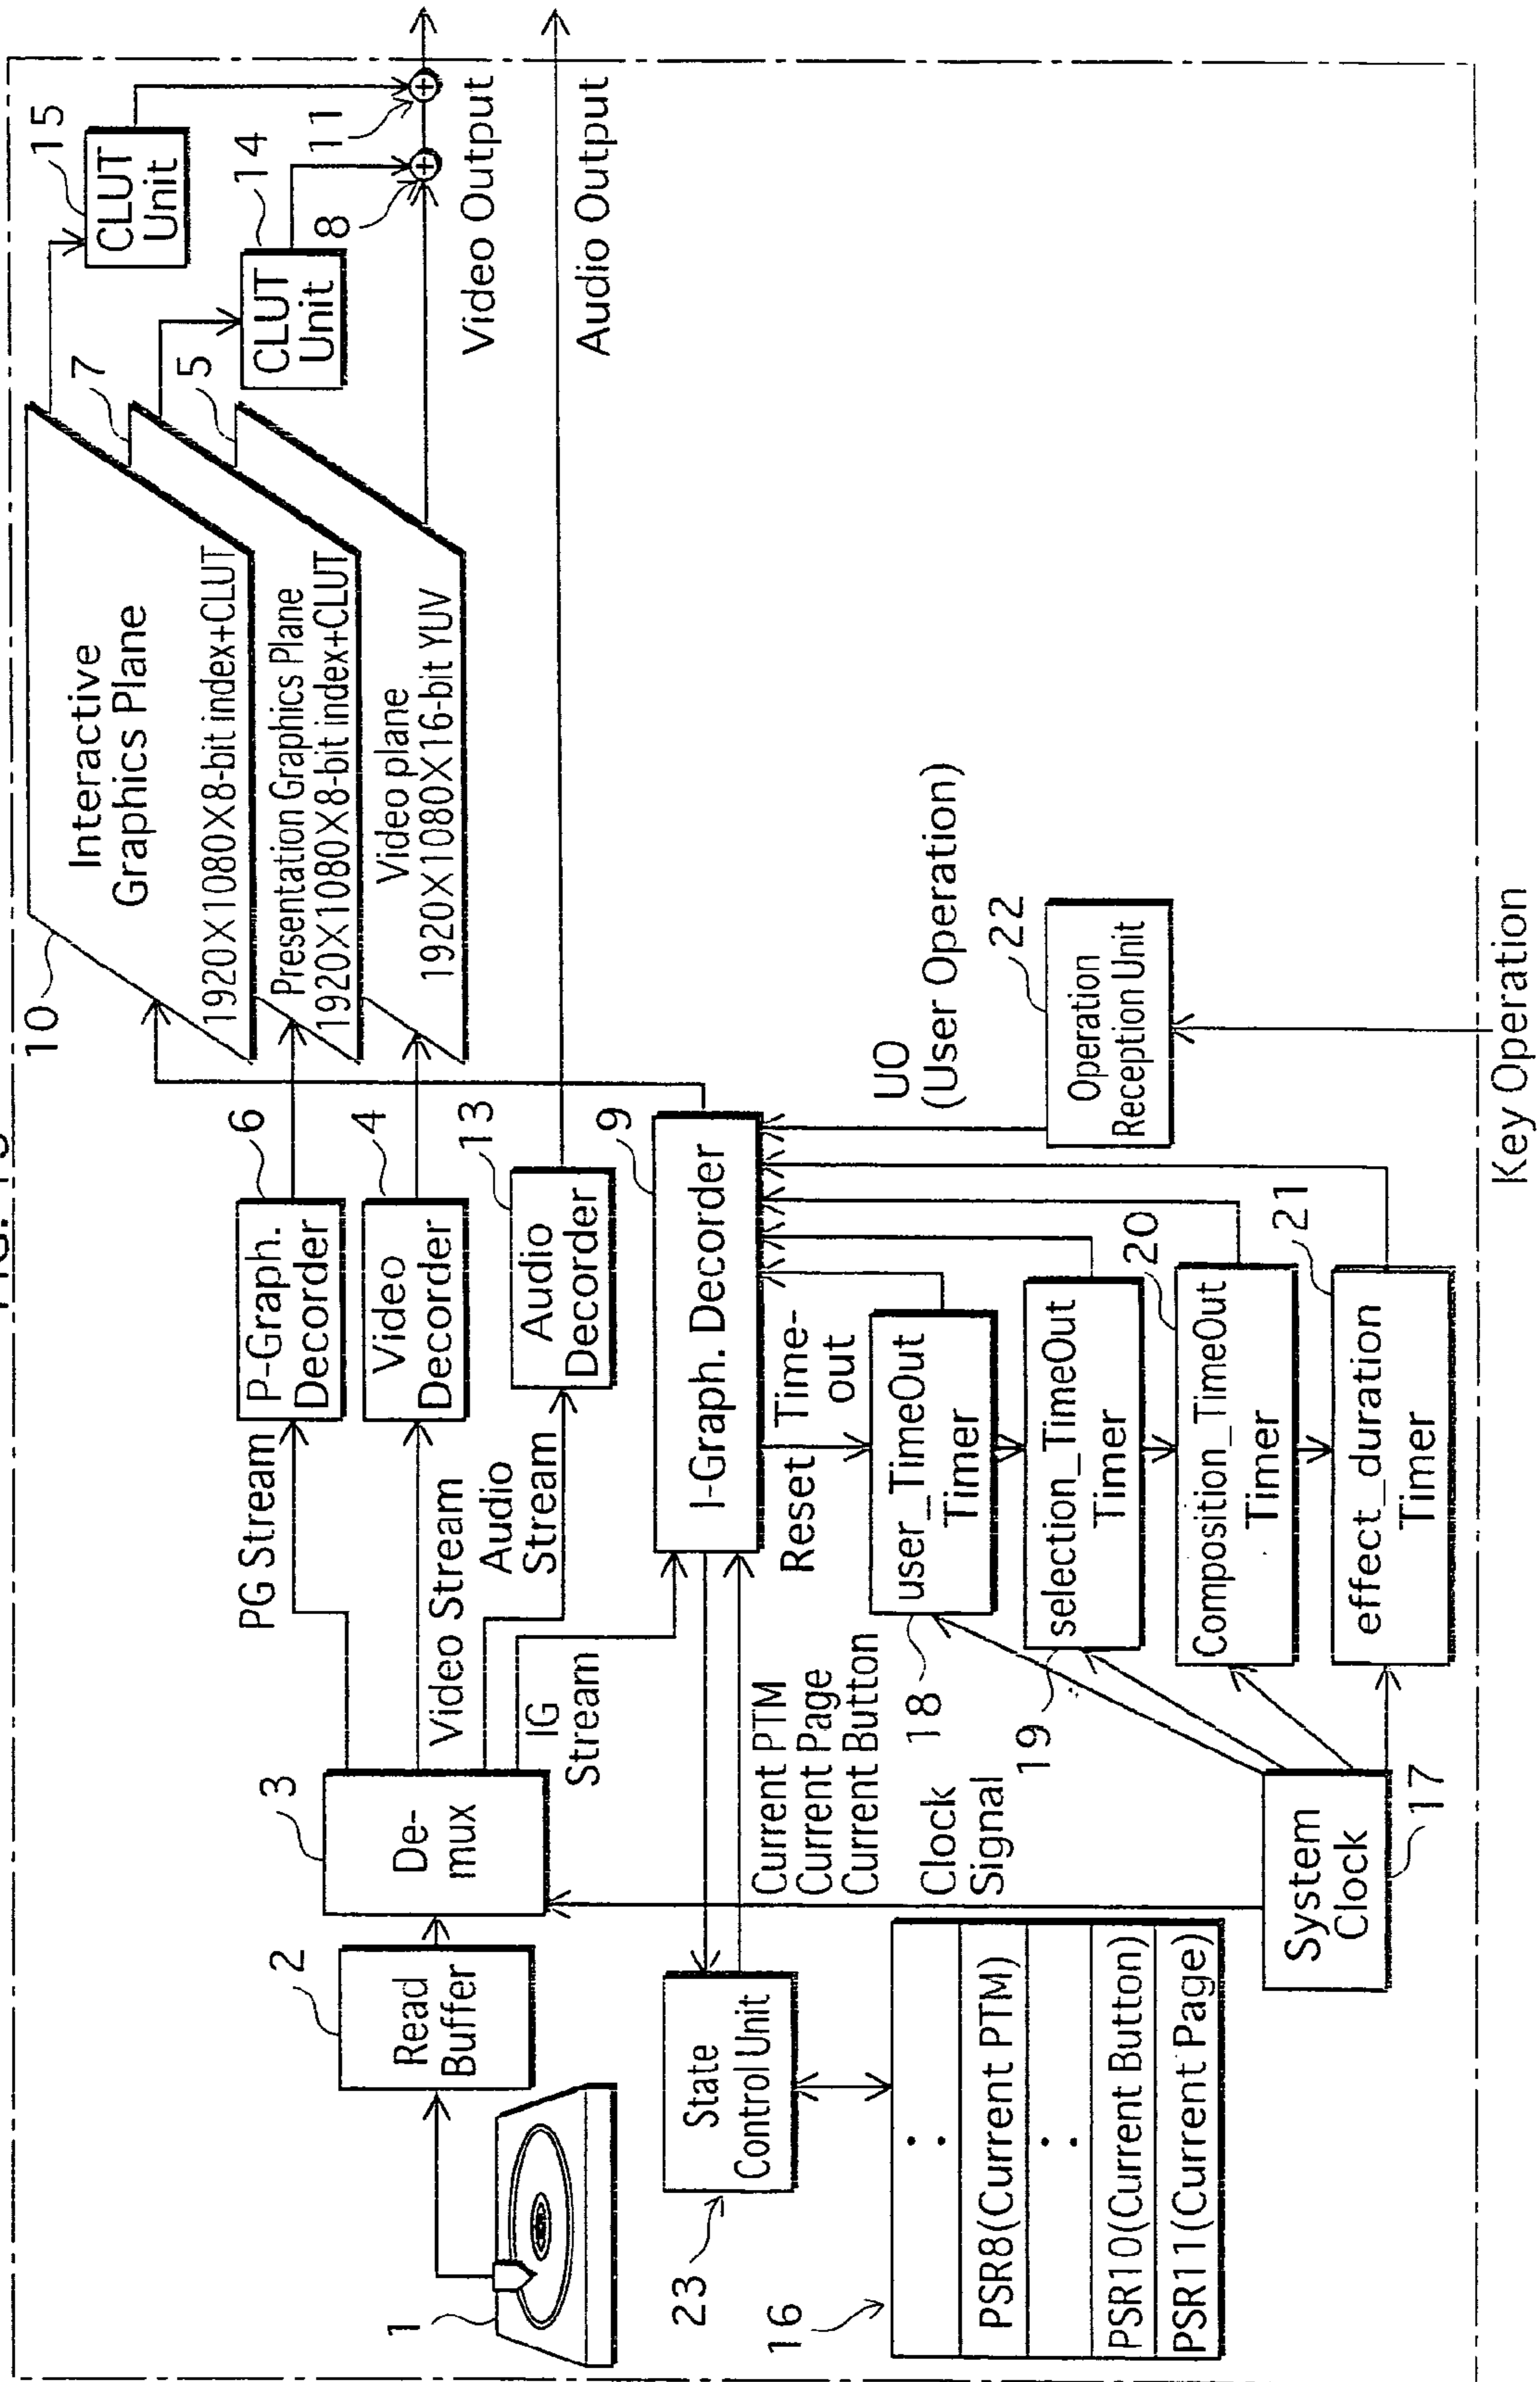 1
2
Read
Buffer
3
De-
mux
PG Stream
Video Stream
Audio
Stream
IG
Stream
P-Graph.
Decorder
6
Video
Decorder
4
Audio
Decorder
13
10
Interactive
Graphics Plane
1920X1080X8-bit index+CLUT
7
Presentation Graphics Plane
1920X1080X8-bit index+CLUT
5
Video plane
1920X1080X16-bit YUV
CLUT
Unit
15
CLUT
Unit
14
8
11
Video Output
Audio Output
I-Graph. Decorder
9
State
Control Unit
23
Current PTM
Current Page
Current Button
Reset
Time-
out
UO
(User Operation)
Operation
Reception Unit
22
Key Operation
16
:
PSR8(Current PTM)
:
PSR10(Current Button)
PSR11(Current Page)
Clock
Signal
System
Clock
17
user_TimeOut
Timer
18
selection_TimeOut
Timer
19
Composition_TimeOut
Timer
20
effect_duration
Timer
21